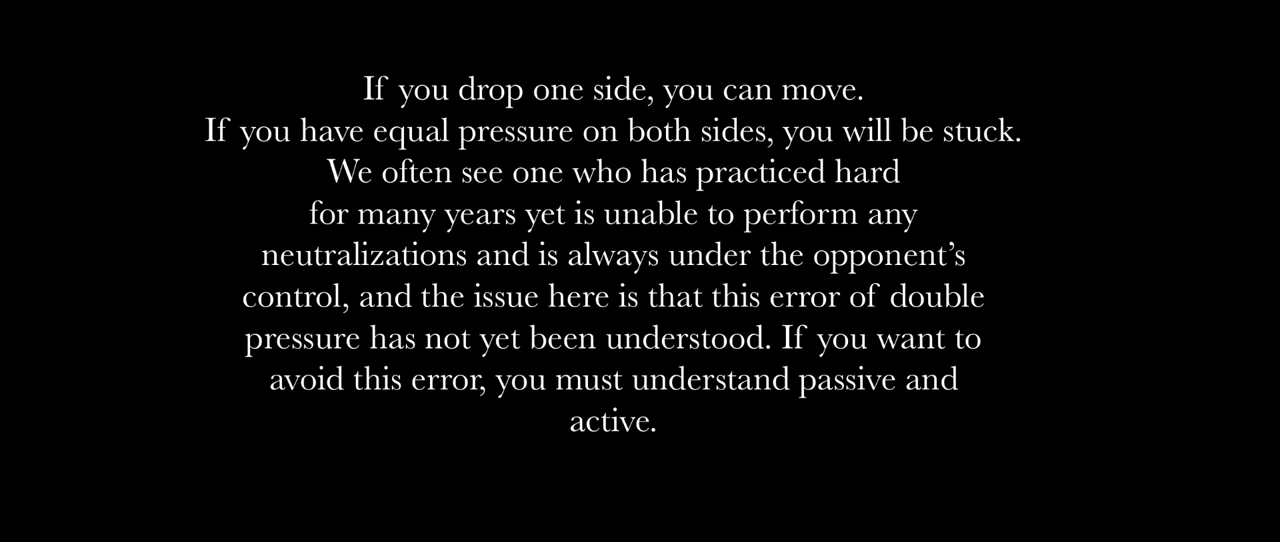 If you drop one side, you can move.
If you have equal pressure on both sides, you will be stuck.
We often see one who has practiced hard
for many years yet is unable to perform any
neutralizations and is always under the opponent’s
control, and the issue here is that this error of double
pressure has not yet been understood. If you want to
avoid this error, you must understand passive and
active.